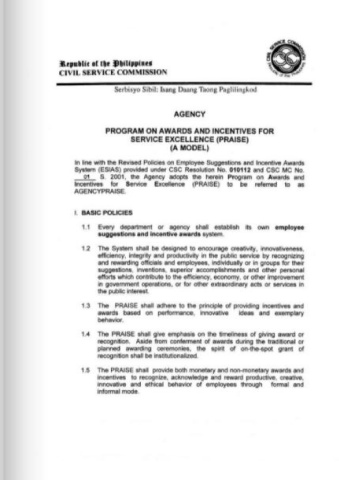 Republic of the Philippines
CIVIL SERVICE COMMISSION
Serbisyo Sibil: Isang Daang Taong Paglilingkod
AGENCY
PROGRAM ON AWARDS AND INCENTIVES FOR
SERVICE EXCELLENCE (PRAISE)
(A MODEL)
In line with the Revised Policies on Employee Suggestions and Incentive Awards
System (ESIAS) provided under CSC Resolution No. 010112 and CSC MC No.
01 S. 2001, the Agency adopts the herein Program on Awards and
Incentives for Service Excellence (PRAISE) to be referred to as
AGENCYPRAISE.
I. BASIC POLICIES
1.1 Every department or agency shall establish its own employee
suggestions and incentive awards system.
1.2 The System shall be designed to encourage creativity, innovativeness,
efficiency, integrity and productivity in the public service by recognizing
and rewarding officials and employees, individually or in groups for their
suggestions, inventions, superior accomplishments and other personal
efforts which contribute to the efficiency, economy, or other improvement
in government operations, or for other extraordinary acts or services in
the public interest.
1.3 The PRAISE shall adhere to the principle of providing incentives and
awards based on performance, innovative ideas and exemplary
behavior.
1.4 The PRAISE shall give emphasis on the timeliness of giving award or
recognition. Aside from conferment of awards during the traditional or
planned awarding ceremonies, the spirit of on-the-spot grant of
recognition shall be institutionalized.
1.5 The PRAISE shall provide both monetary and non-monetary awards and
incentives to recognize, acknowledge and reward productive, creative,
innovative and ethical behavior of employees through formal and
informal mode.